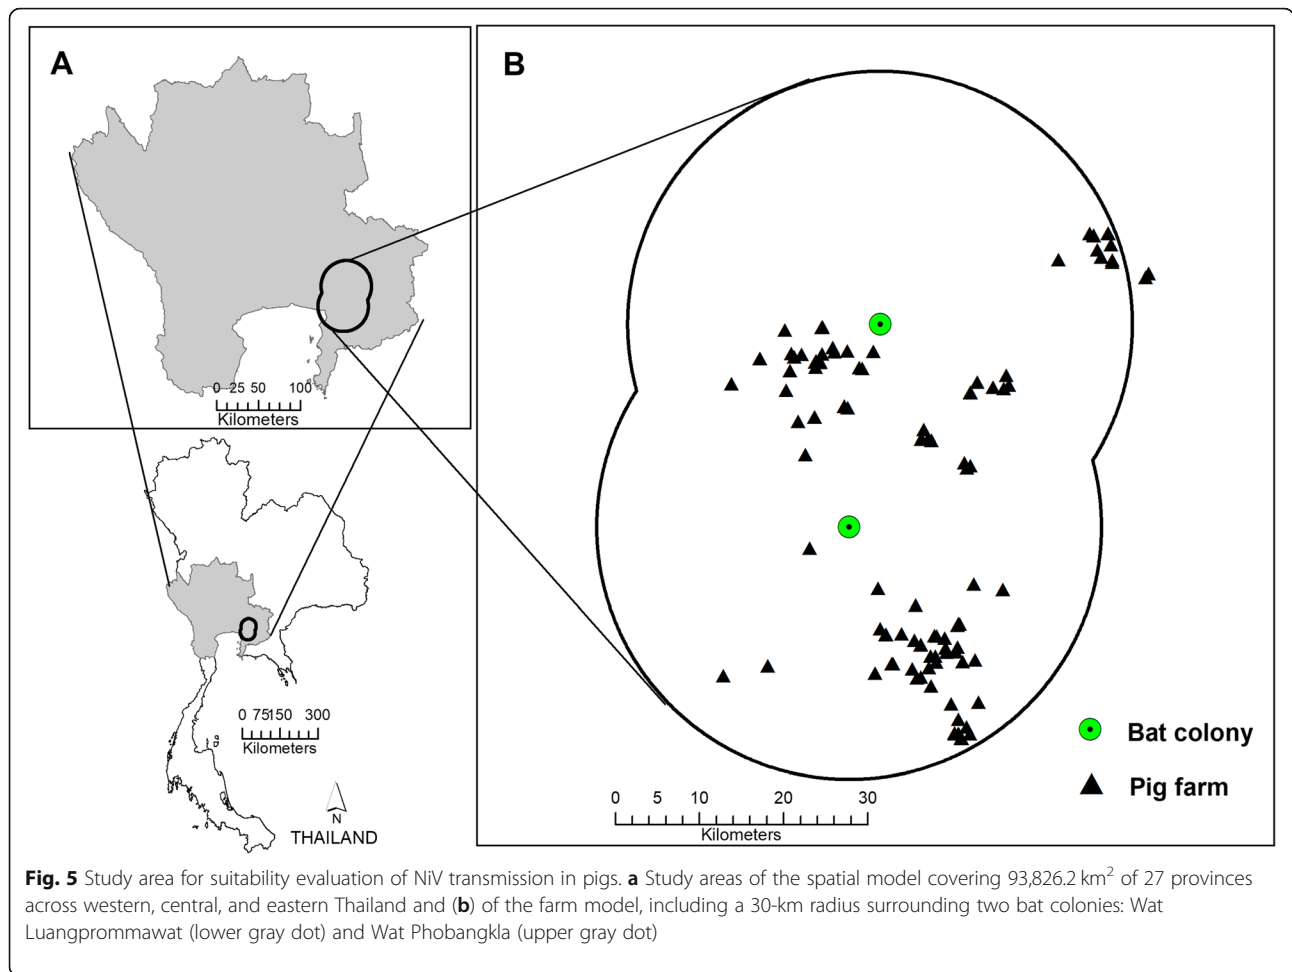 A
B
0 25 50 100
Kilometers
0 75150 300
Kilometers
N
THAILAND
Bat colony
Pig farm
0 5 10 20 30
Kilometers
Fig. 5 Study area for suitability evaluation of NiV transmission in pigs. a Study areas of the spatial model covering 93,826.2 km² of 27 provinces
across western, central, and eastern Thailand and (b) of the farm model, including a 30-km radius surrounding two bat colonies: Wat
Luangprommawat (lower gray dot) and Wat Phobangkla (upper gray dot)